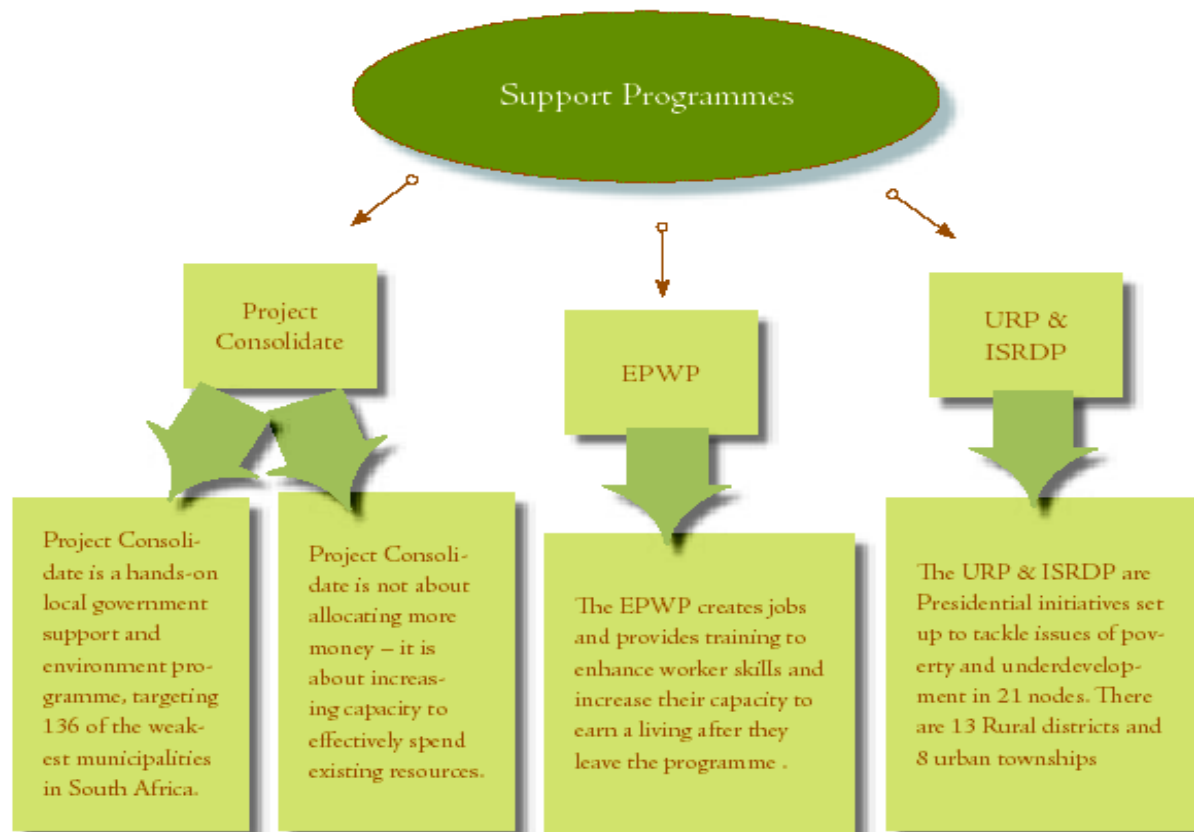 Support Programmes
Project
Consolidate
EPWP
URP &
ISRDP
Project Consoli-
date is a hands-on
local government
support and
environment pro-
gramme, targeting
136 of the weak-
est municipalities
in South Africa.
Project Consoli-
date is not about
allocating more
money – it is
about increas-
ing capacity to
effectively spend
existing resources.
The EPWP creates jobs
and provides training to
enhance worker skills and
increase their capacity to
earn a living after they
leave the programme .
The URP & ISRDP are
Presidential initiatives set
up to tackle issues of pov-
erty and underdevelop-
ment in 21 nodes. There
are 13 Rural districts and
8 urban townships